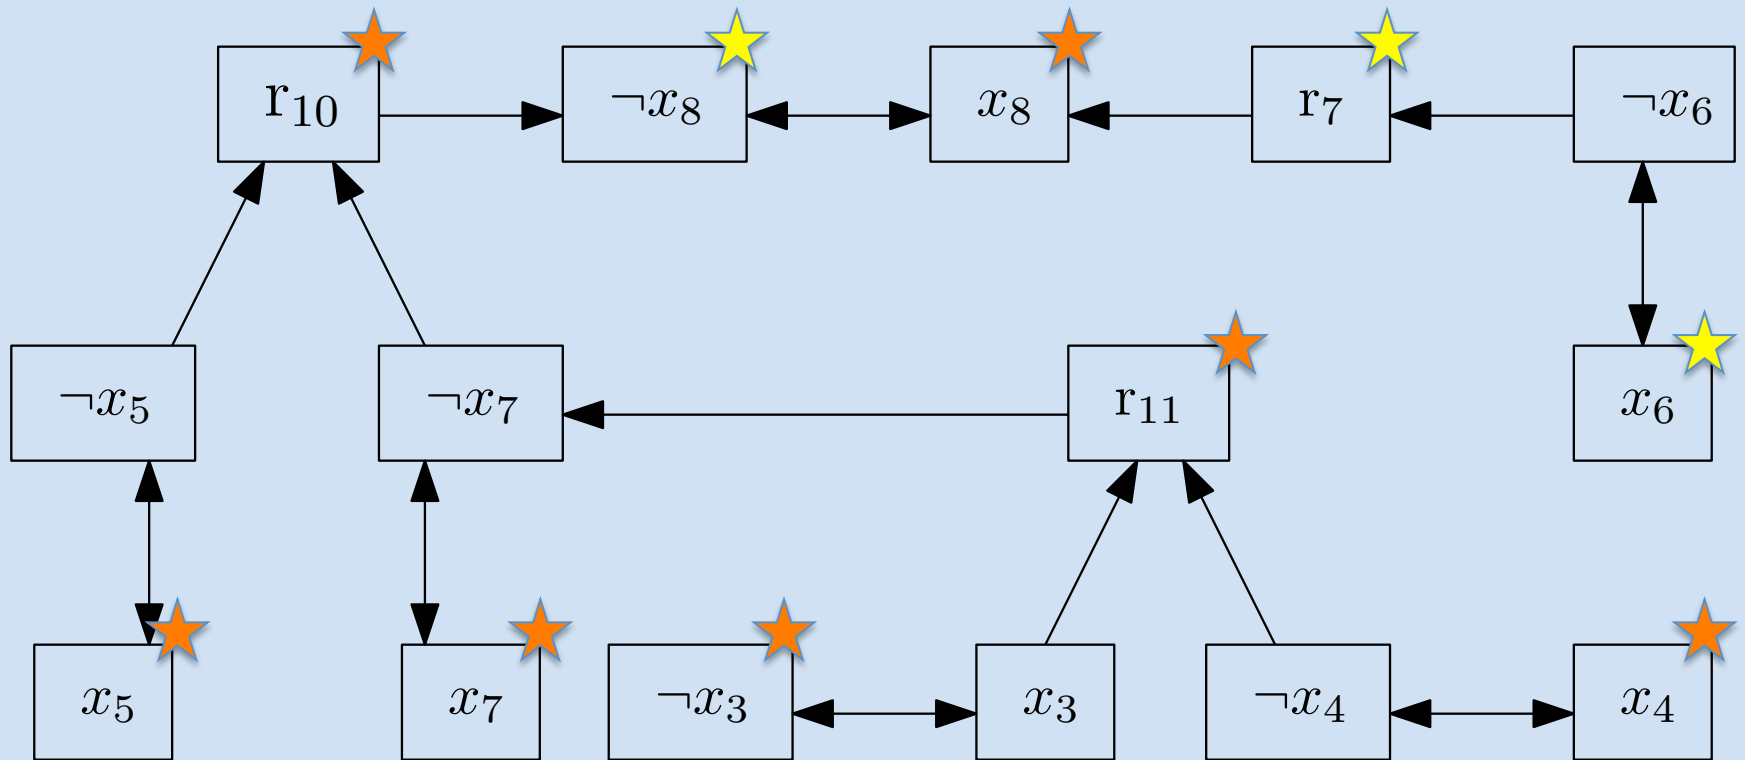 r₁₀ ¬x₈ x₈ r₇ ¬x₆
¬x₅ ¬x₇ r₁₁ x₆
x₅ x₇ ¬x₃ x₃ ¬x₄ x₄